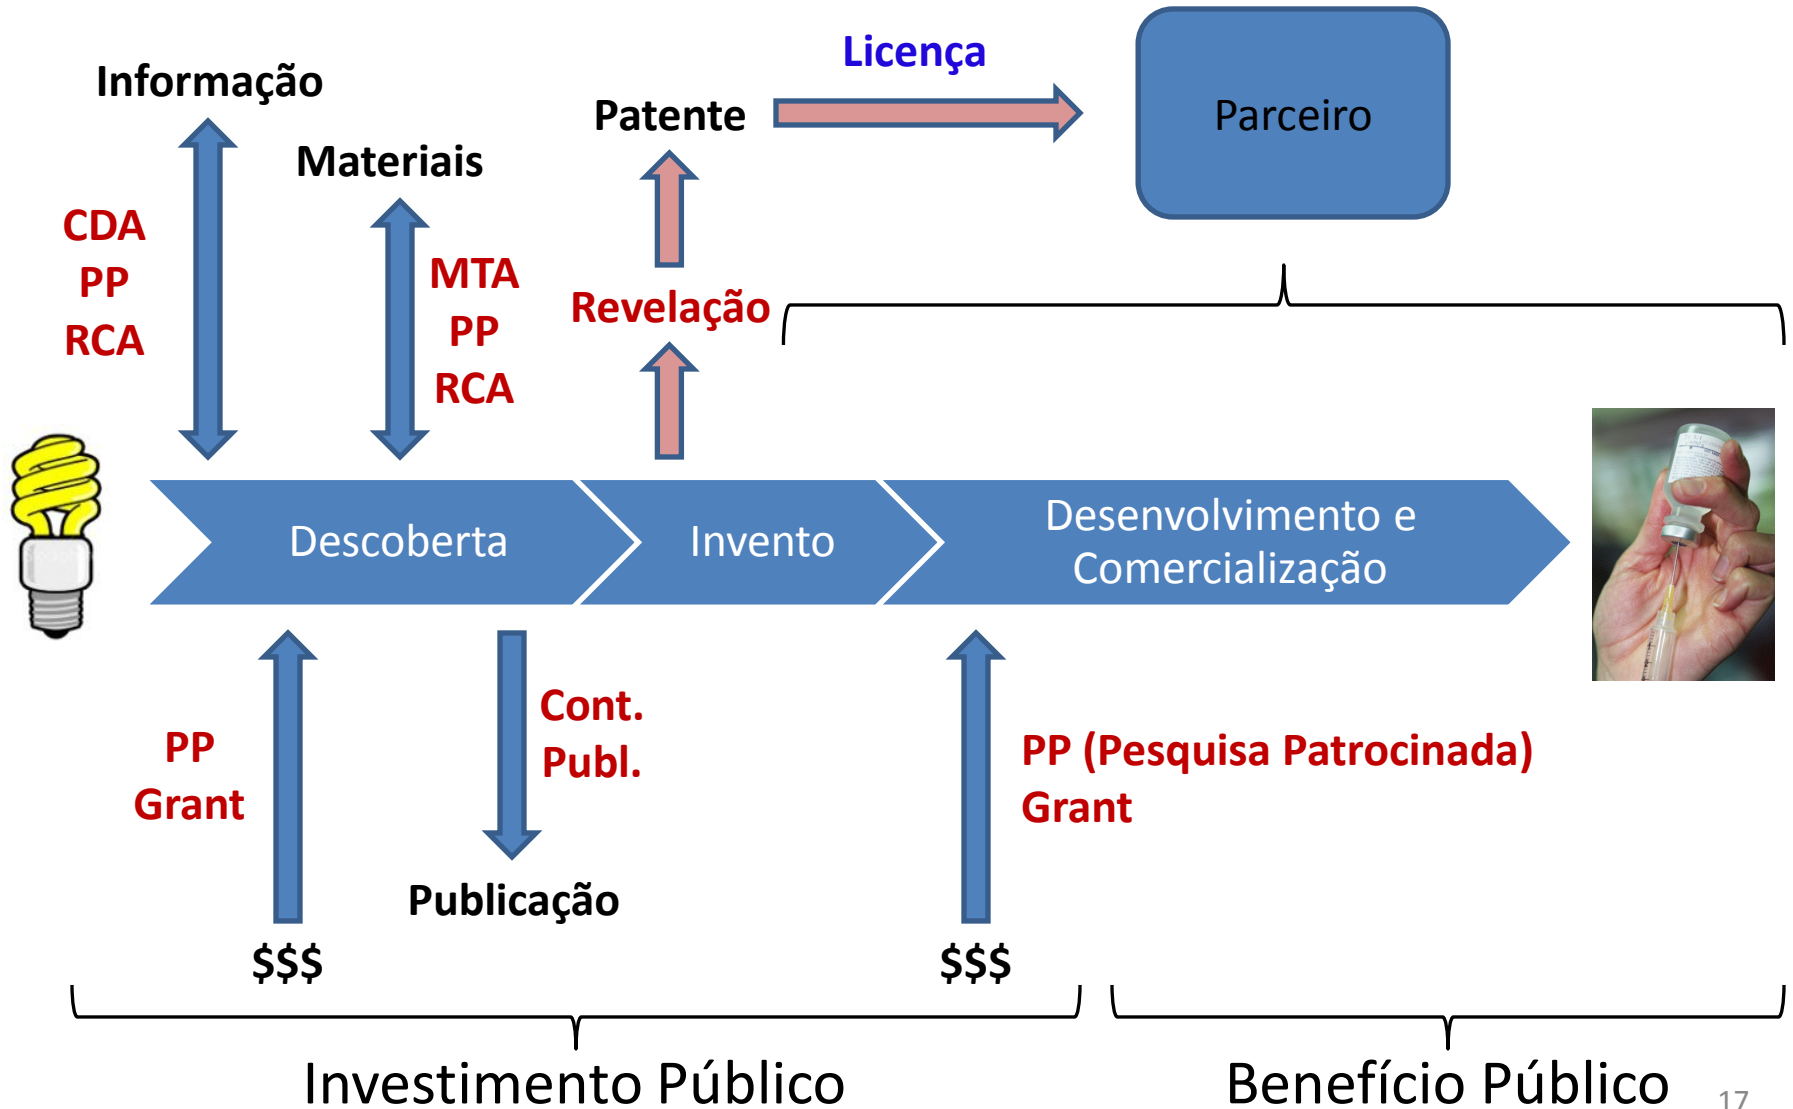 Licença
Informação
Patente
Parceiro
Materiais
CDA
PP
RCA
MTA
PP
RCA
Revelação
Descoberta
Invento
Desenvolvimento e
Comercialização
PP
Grant
Cont.
Publ.
PP (Pesquisa Patrocinada)
Grant
Publicação
$$$
$$$
Investimento Público
Benefício Público
17